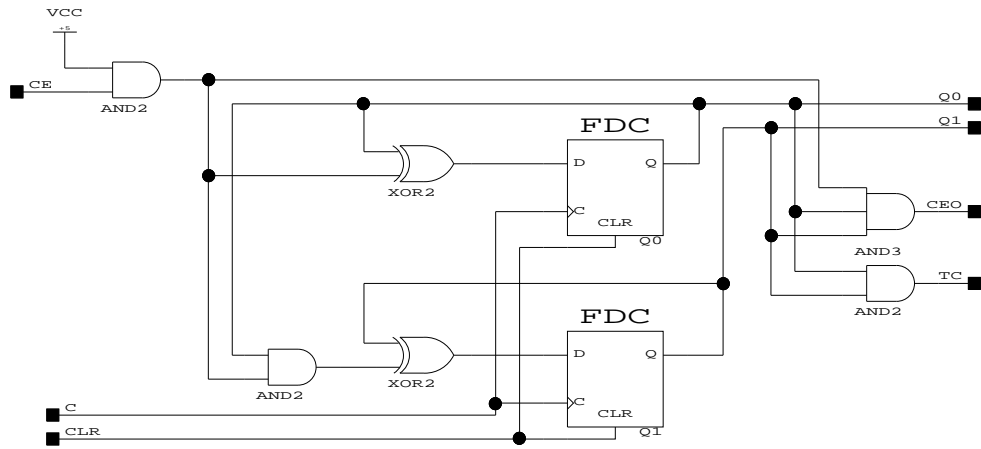 VCC
+5
CE
AND2
Q0
Q1
FDC
D
Q
XOR2
C
CLR
Q0
CEO
AND3
TC
AND2
FDC
D
Q
XOR2
AND2
C
CLR
Q1
C
CLR